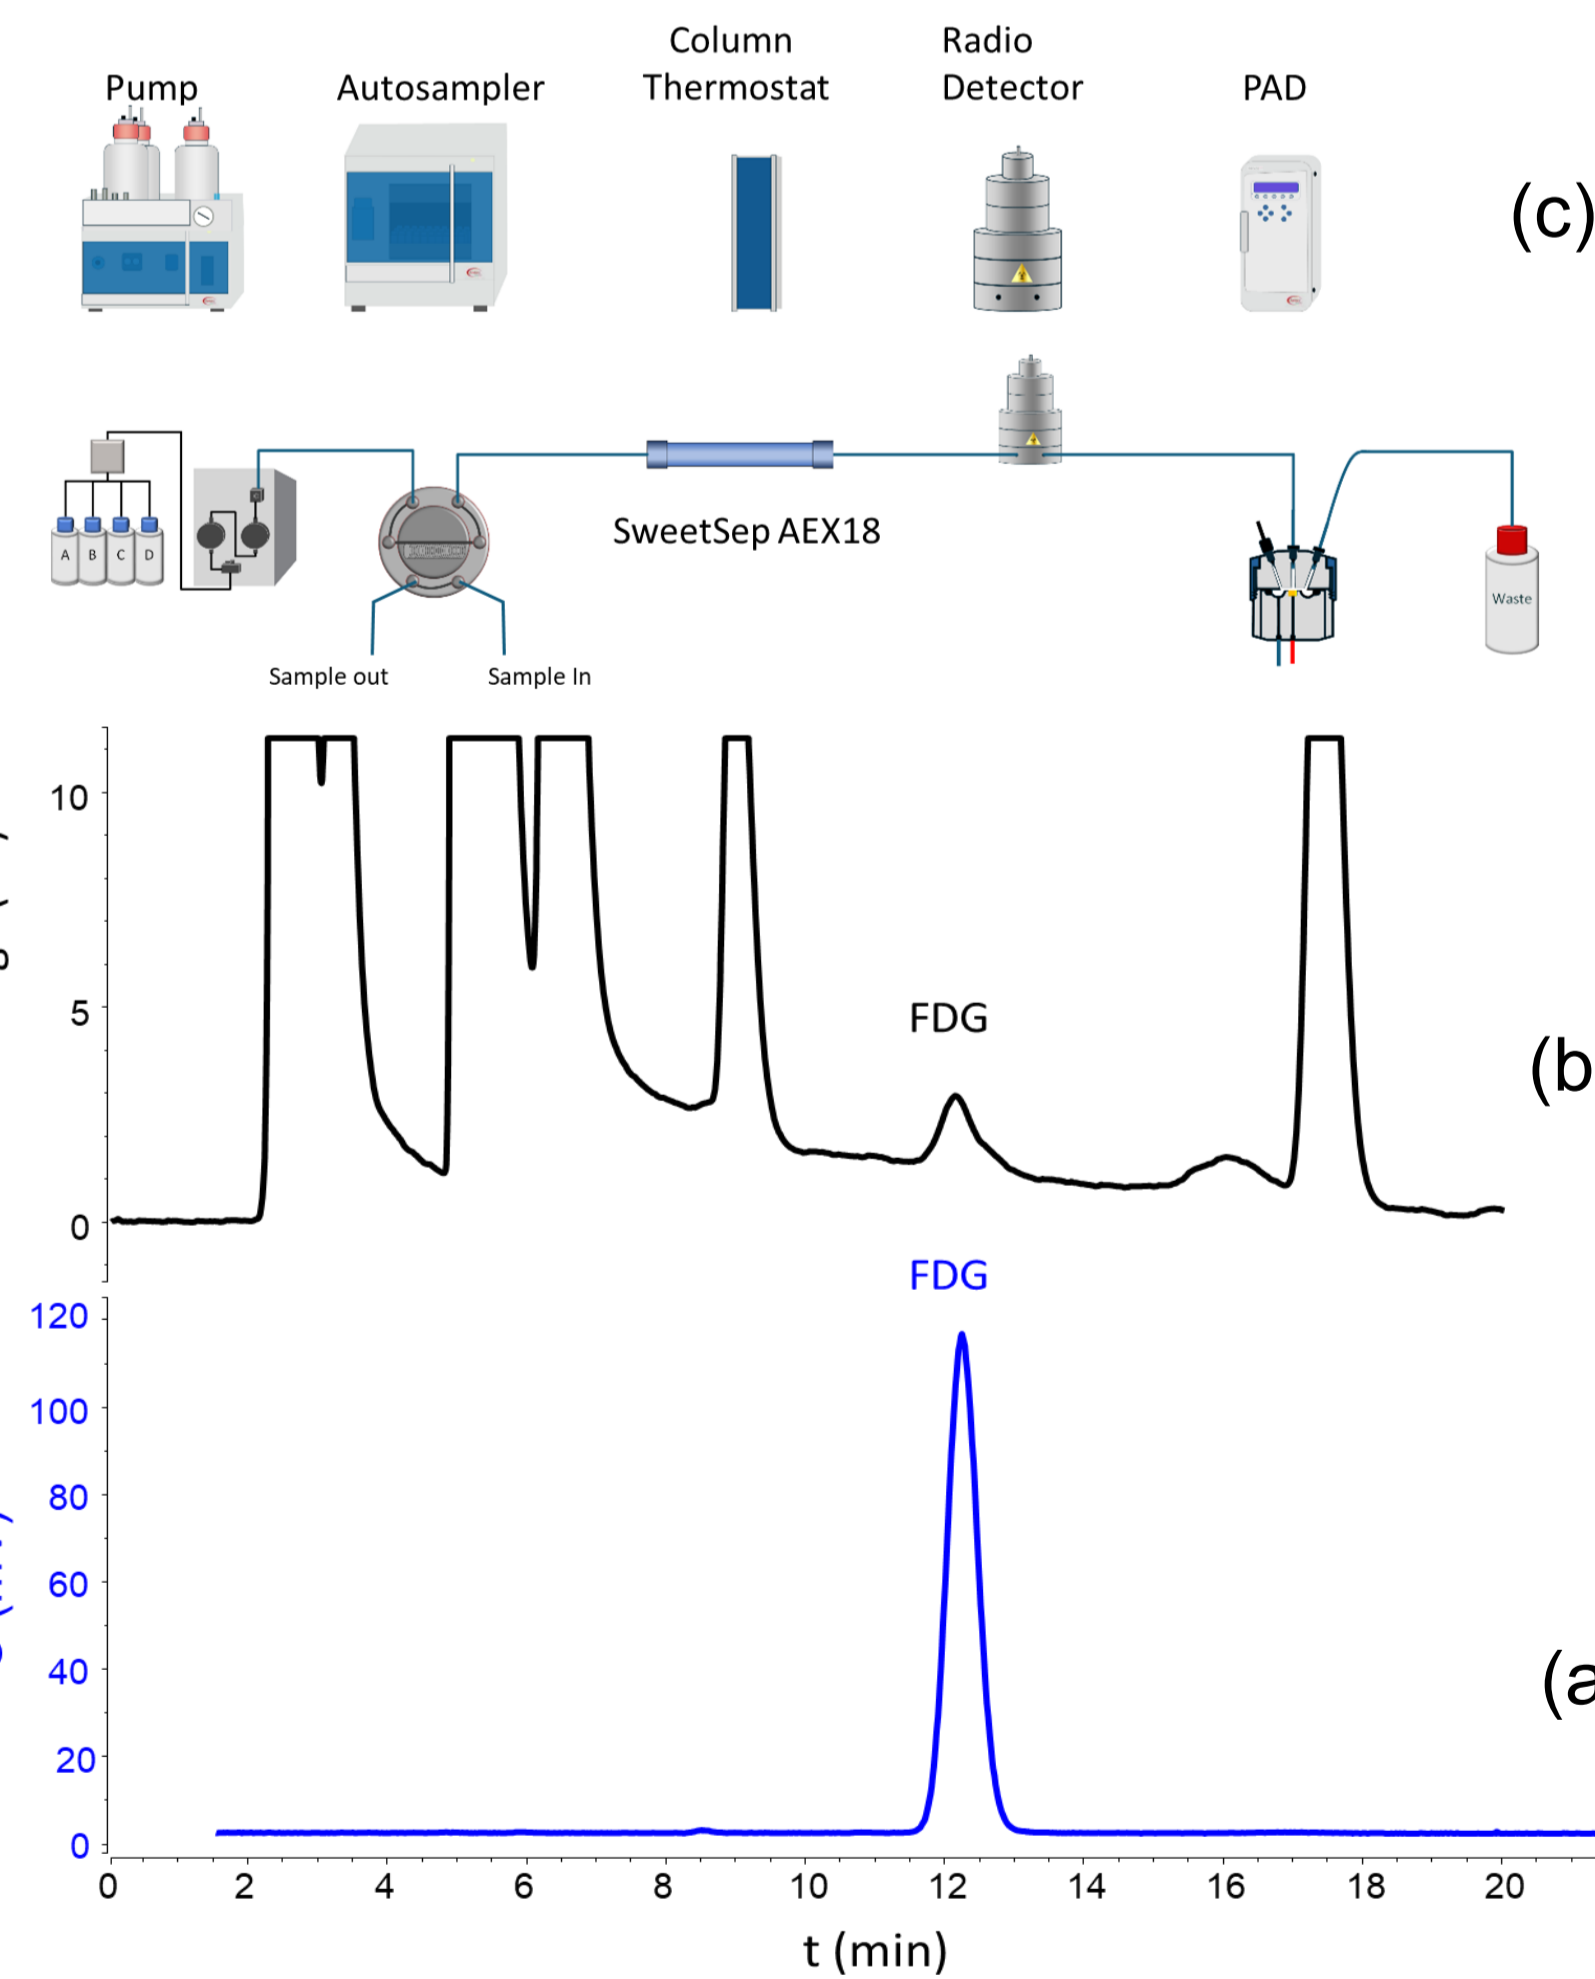 Column
Thermostat
Radio
Detector
Pump
Autosampler
PAD
(c)
A B C D
SweetSep AEX18
Waste
Sample out
Sample In
10
5
0
FDG
(b
FDG
120
100
80
60
40
20
0
(a
0 2 4 6 8 10 12 14 16 18 20
t (min)